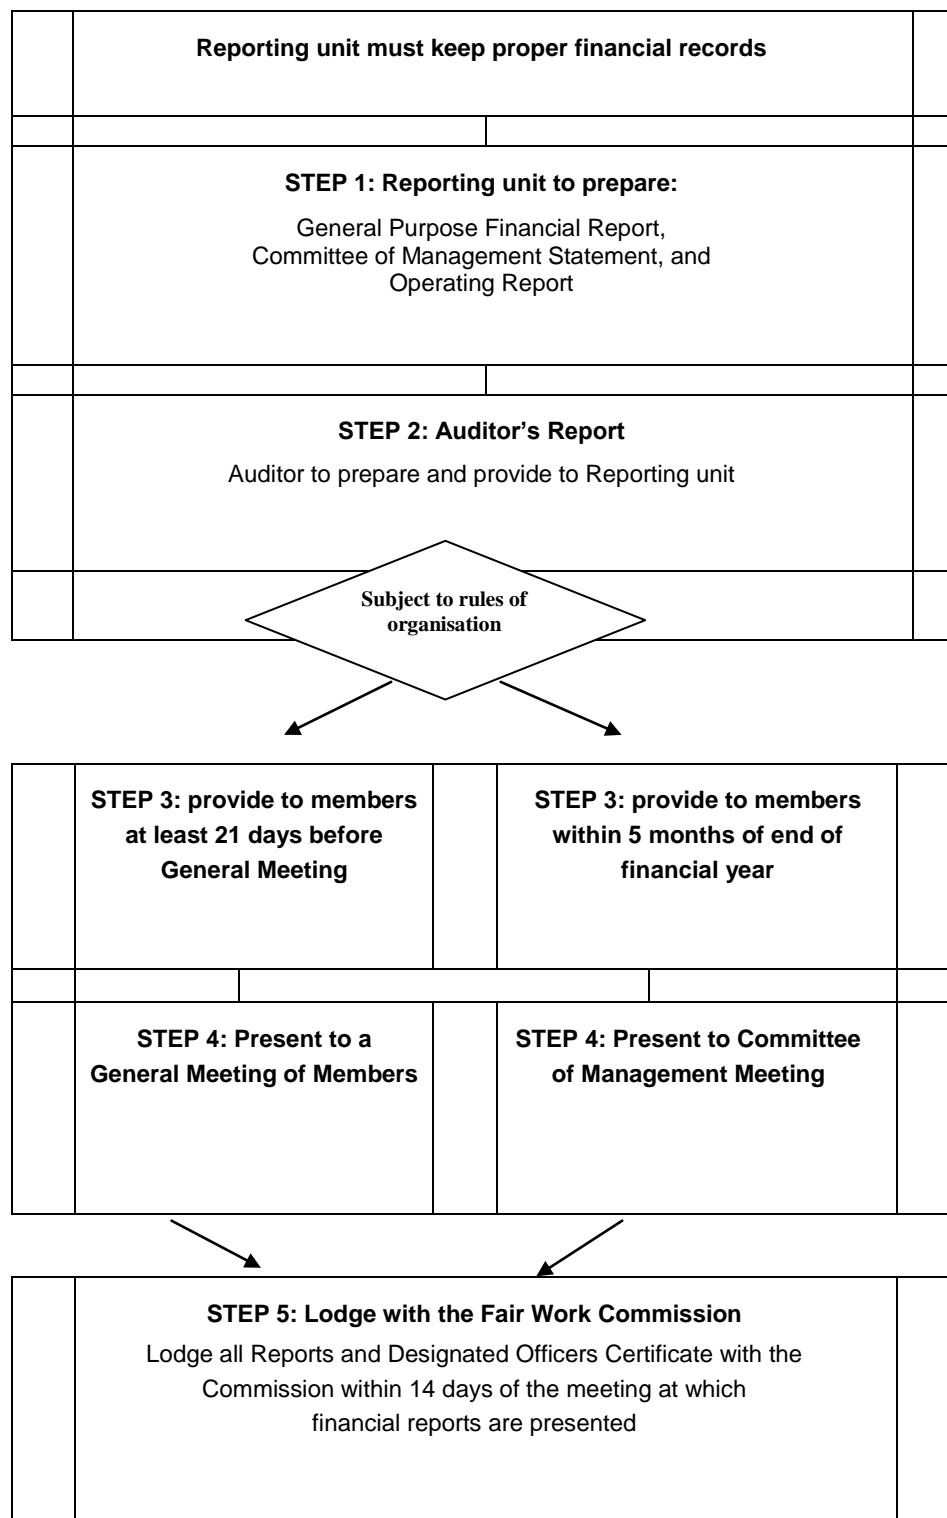 Reporting unit must keep proper financial records
STEP 1: Reporting unit to prepare:
General Purpose Financial Report,
Committee of Management Statement, and
Operating Report
STEP 2: Auditor’s Report
Auditor to prepare and provide to Reporting unit
Subject to rules of
organisation
STEP 3: provide to members
at least 21 days before
General Meeting
STEP 3: provide to members
within 5 months of end of
financial year
STEP 4: Present to a
General Meeting of Members
STEP 4: Present to Committee
of Management Meeting
STEP 5: Lodge with the Fair Work Commission
Lodge all Reports and Designated Officers Certificate with the
Commission within 14 days of the meeting at which
financial reports are presented